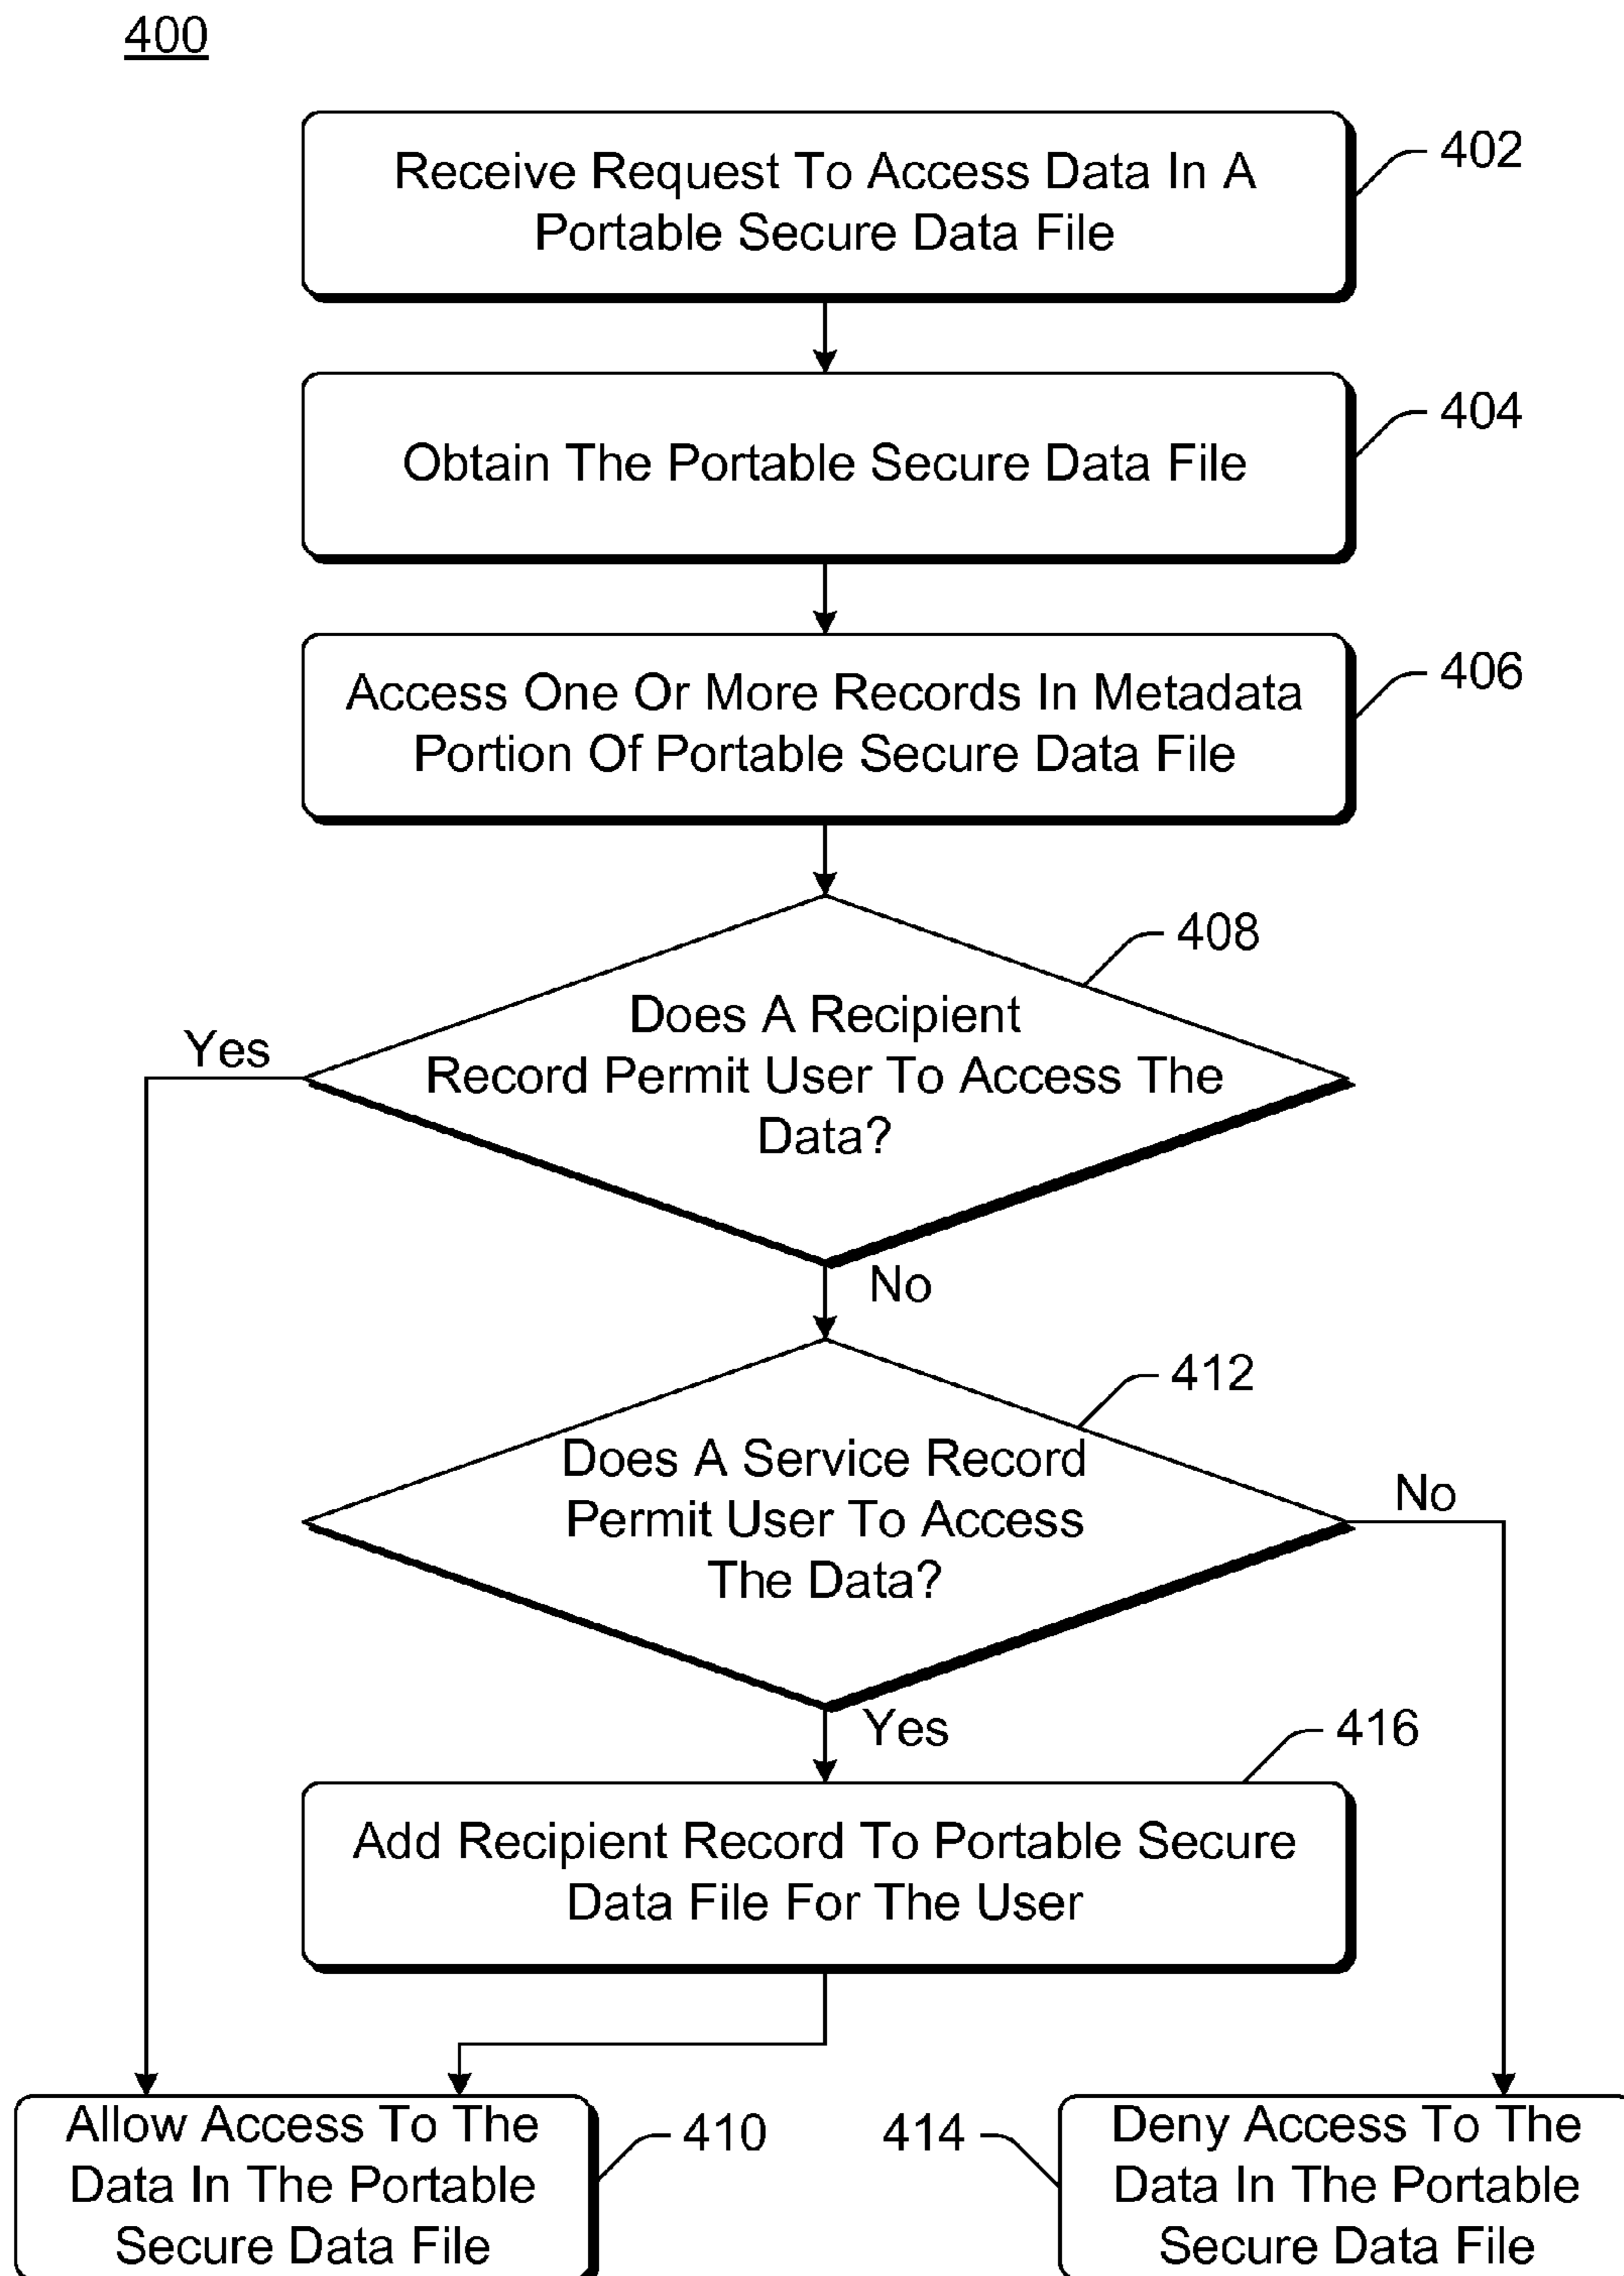 400
Receive Request To Access Data In A
Portable Secure Data File
402
Obtain The Portable Secure Data File
404
Access One Or More Records In Metadata
Portion Of Portable Secure Data File
406
408
Does A Recipient
Record Permit User To Access The
Data?
Yes
No
412
Does A Service Record
Permit User To Access
The Data?
No
Yes
416
Add Recipient Record To Portable Secure
Data File For The User
Allow Access To The
Data In The Portable
Secure Data File
410
414
Deny Access To The
Data In The Portable
Secure Data File